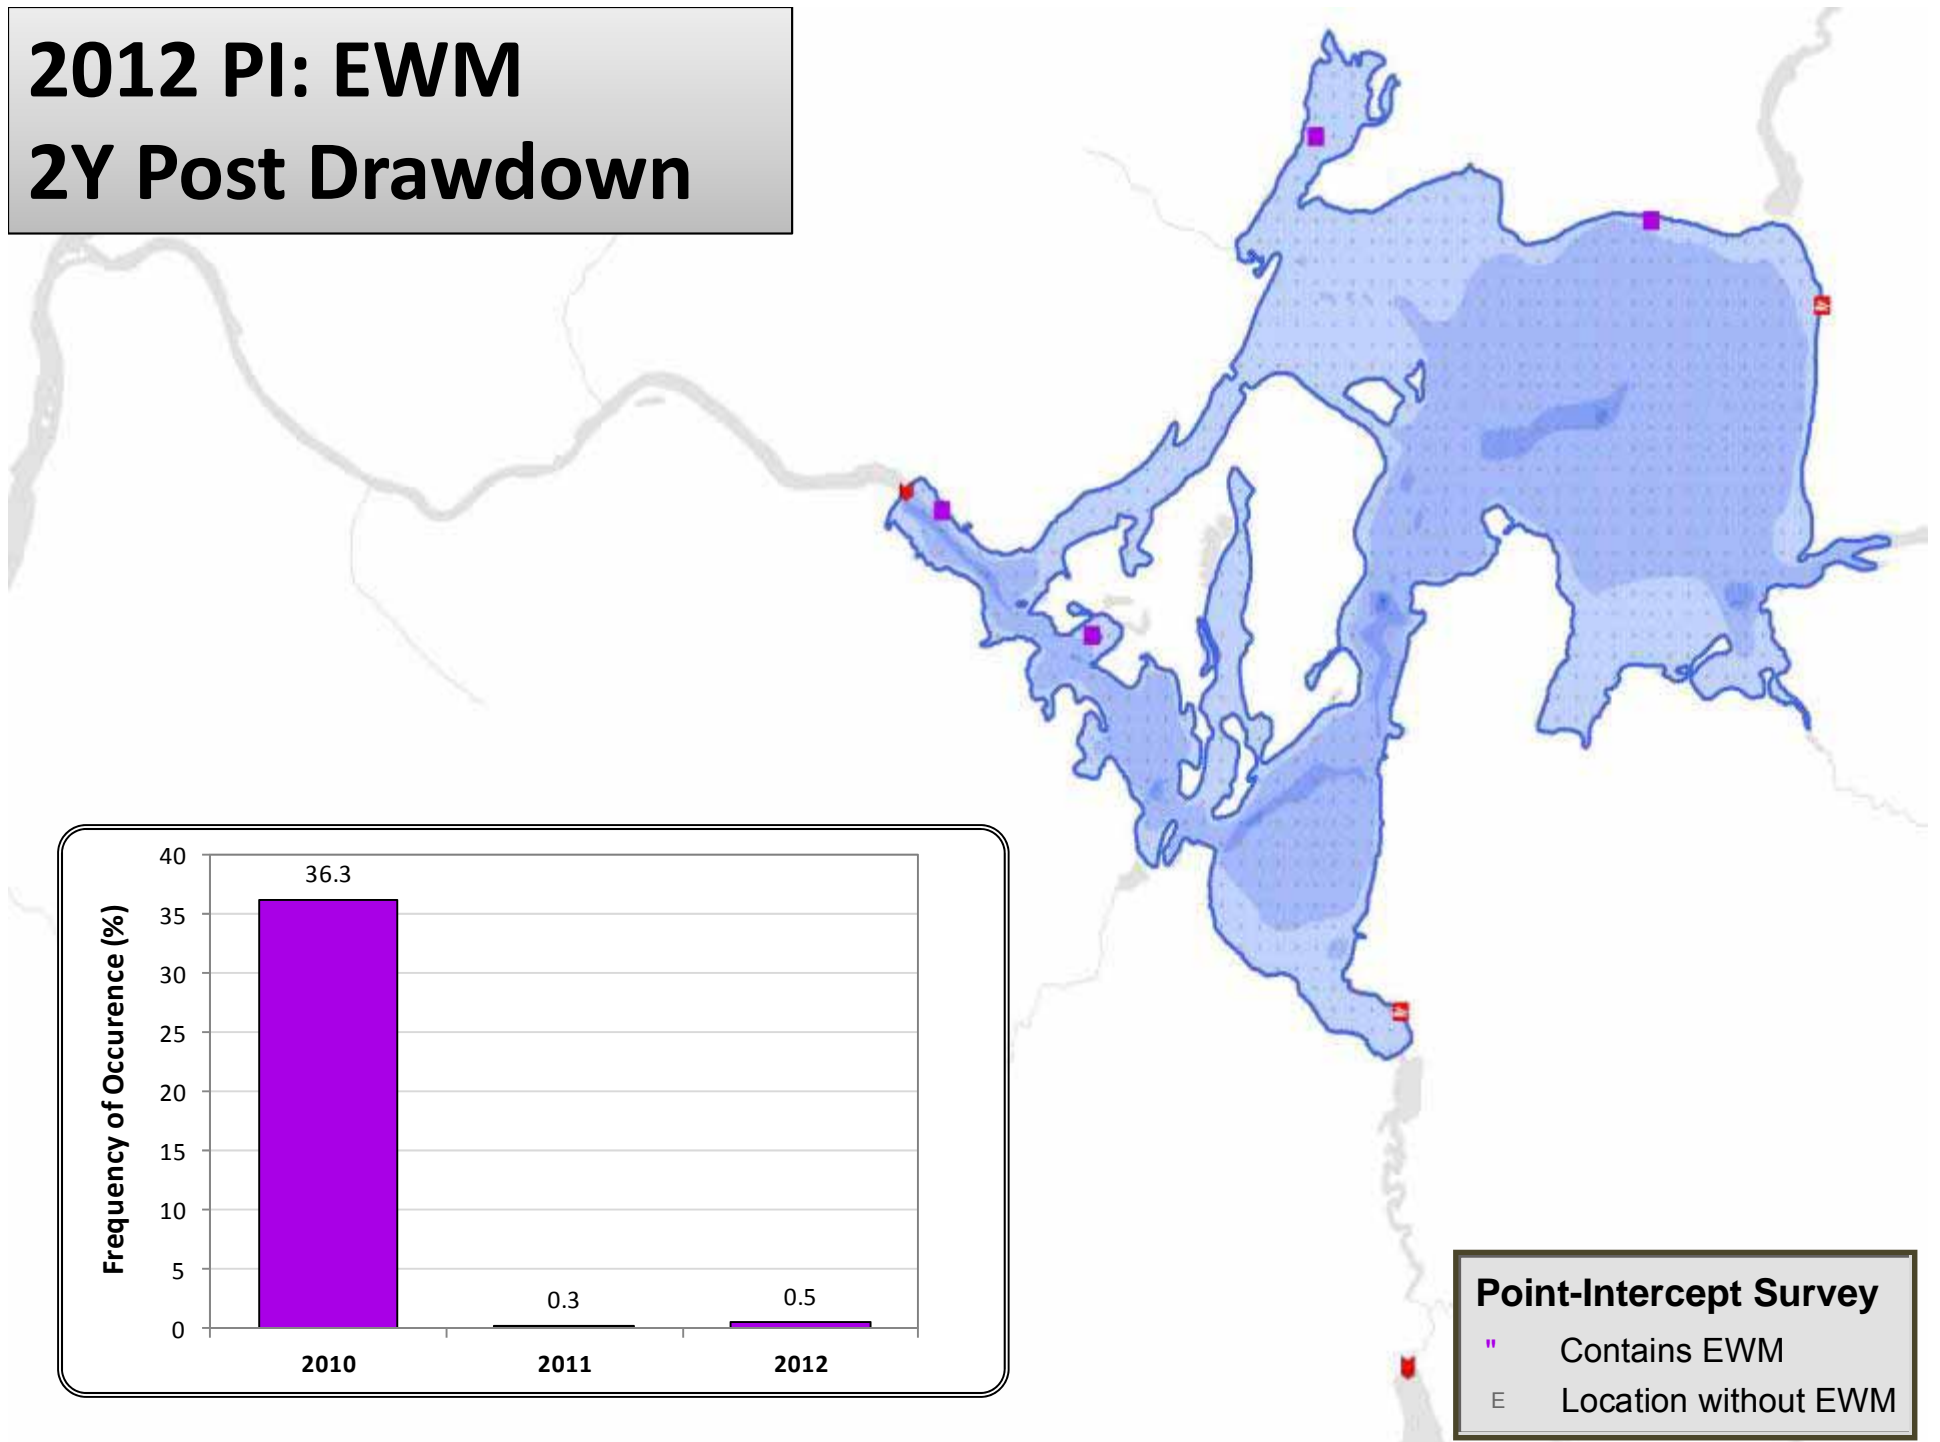 2012 PI: EWM
2Y Post Drawdown
Frequency of Occurence (%)
40
35
30
25
20
15
10
5
0
36.3
0.3
0.5
2010
2011
2012
Point-Intercept Survey
" Contains EWM
E Location without EWM